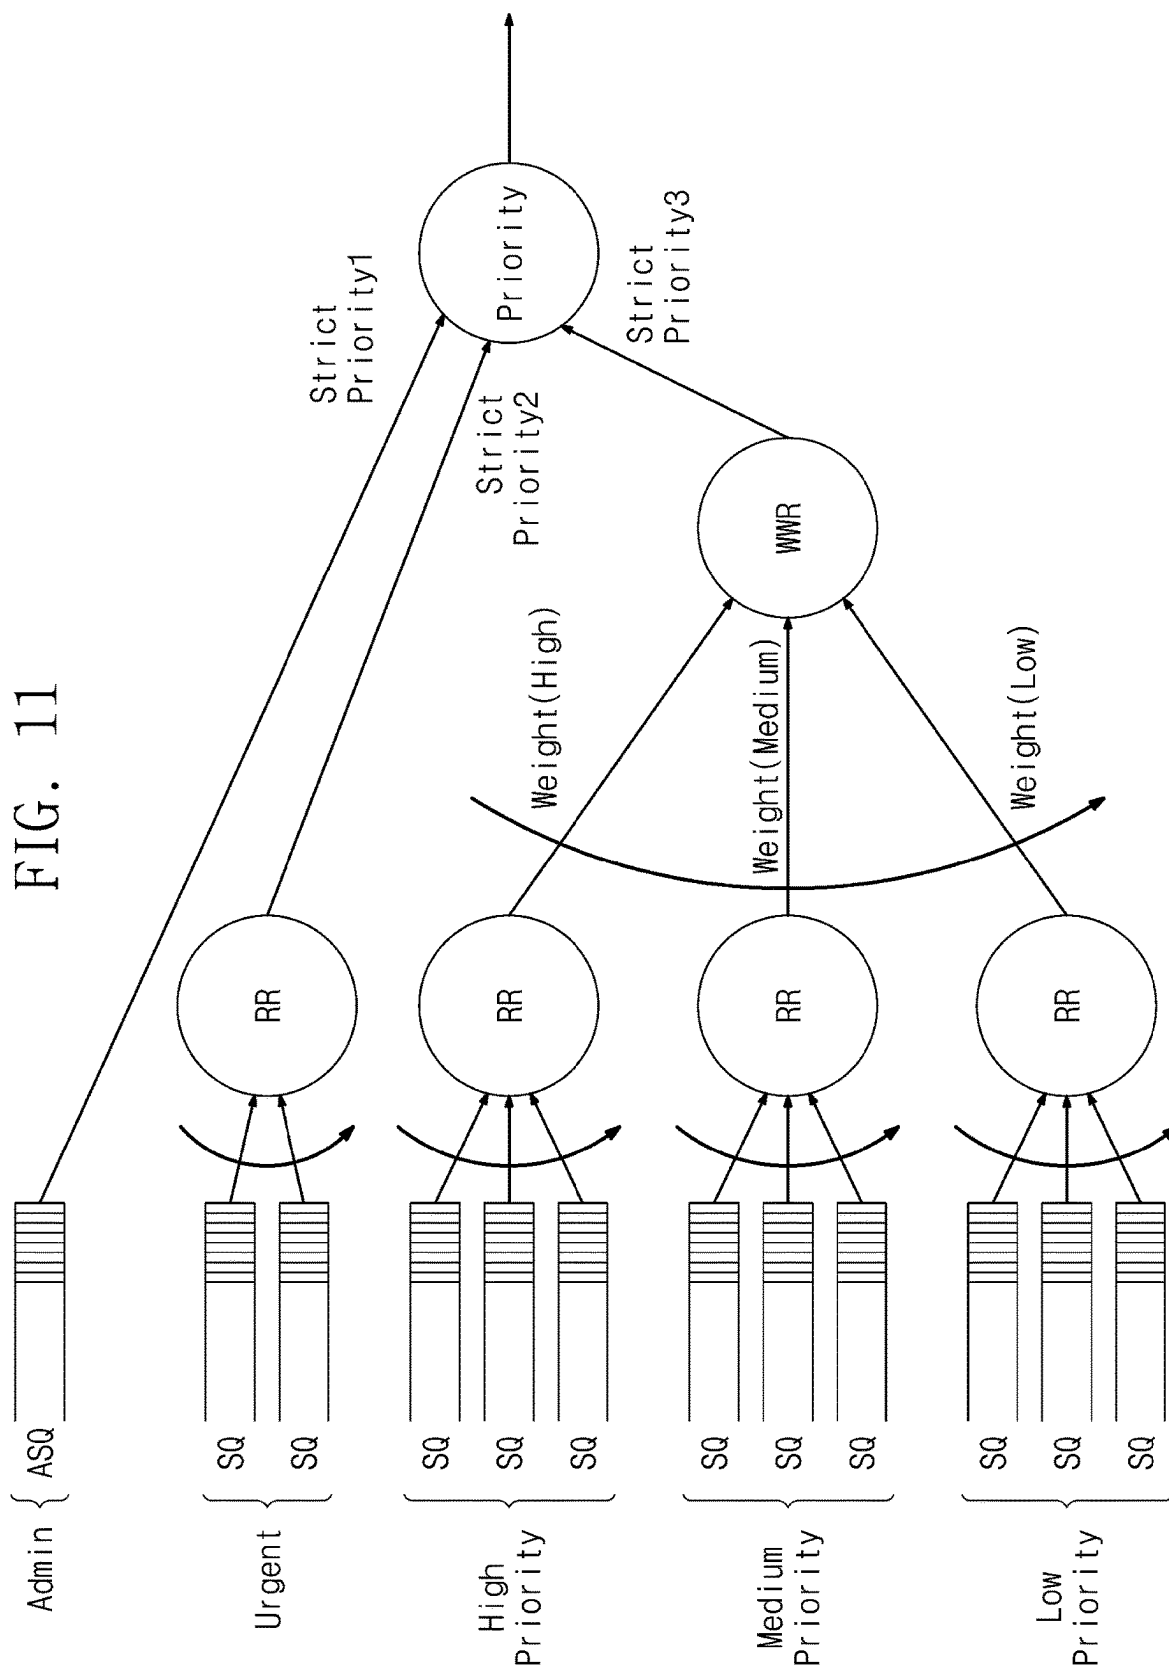 FIG. 11
Admin
ASQ
Strict
Priority1
Urgent
SQ
SQ
RR
Strict
Priority2
Priority
High
Priority
SQ
SQ
SQ
RR
Weight(High)
Strict
Priority3
Medium
Priority
SQ
SQ
SQ
RR
Weight(Medium)
WWR
Low
Priority
SQ
SQ
SQ
RR
Weight(Low)